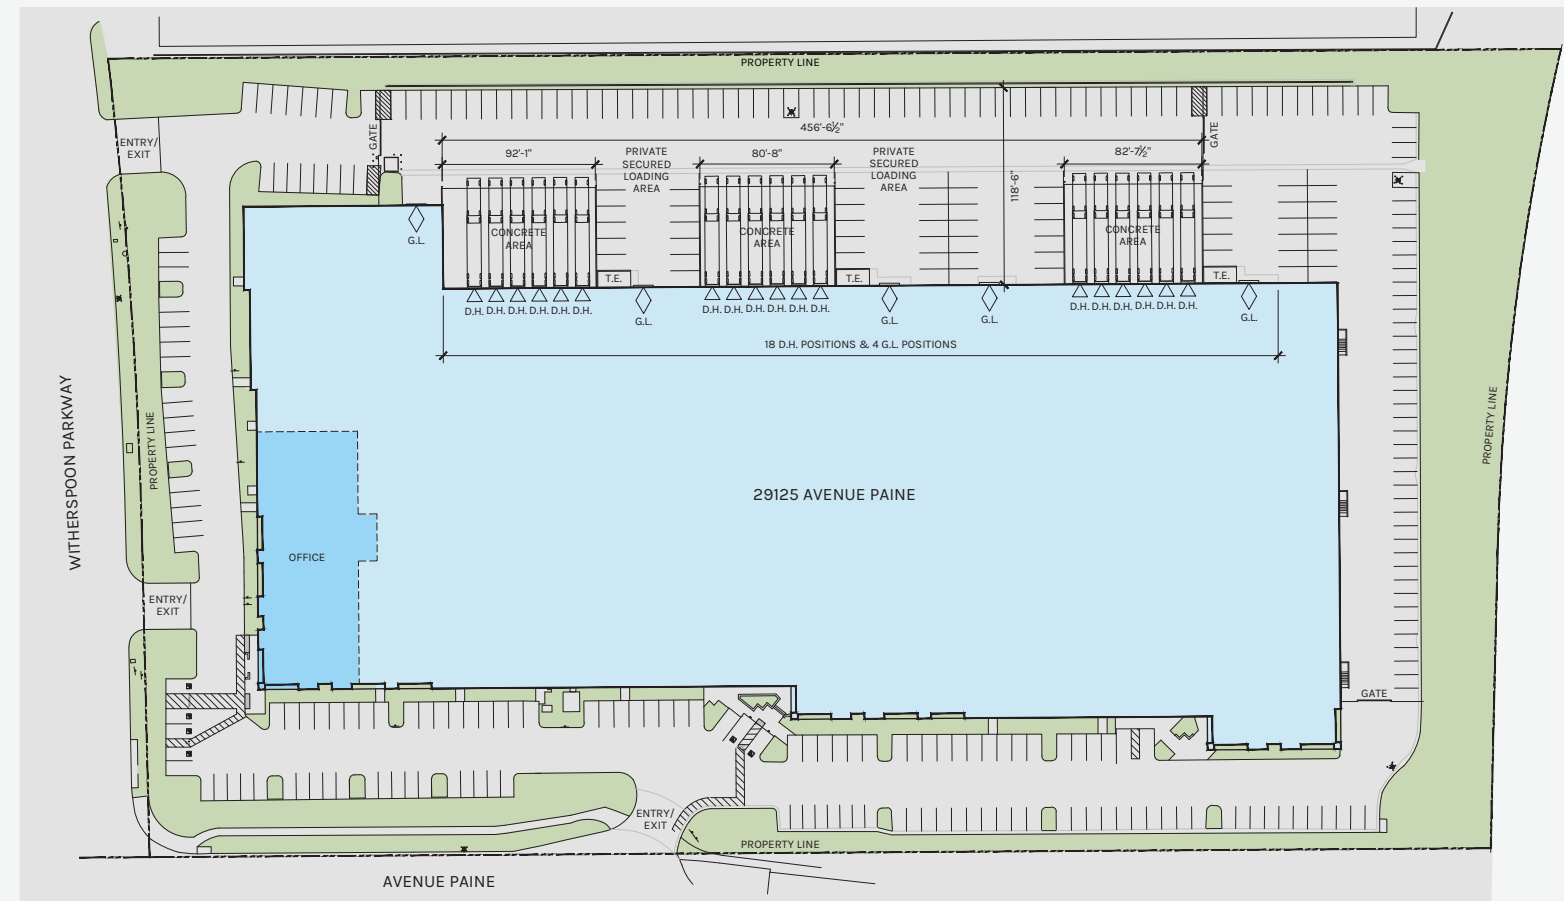 PROPERTY LINE
456'-6½"
GATE
GATE
ENTRY/
EXIT
92'-1"
PRIVATE
SECURED
LOADING
AREA
80'-8"
PRIVATE
SECURED
LOADING
AREA
82'-7½"
118'-6"
G.L.
CONCRETE
AREA
CONCRETE
AREA
CONCRETE
AREA
T.E.
T.E.
T.E.
D.H. D.H. D.H. D.H. D.H. D.H.
G.L.
D.H. D.H. D.H. D.H. D.H. D.H.
G.L.
G.L.
D.H. D.H. D.H. D.H. D.H. D.H.
G.L.
18 D.H. POSITIONS & 4 G.L. POSITIONS
WITHERSPOON PARKWAY
PROPERTY LINE
PROPERTY LINE
29125 AVENUE PAINE
OFFICE
ENTRY/
EXIT
GATE
ENTRY/
EXIT
PROPERTY LINE
AVENUE PAINE